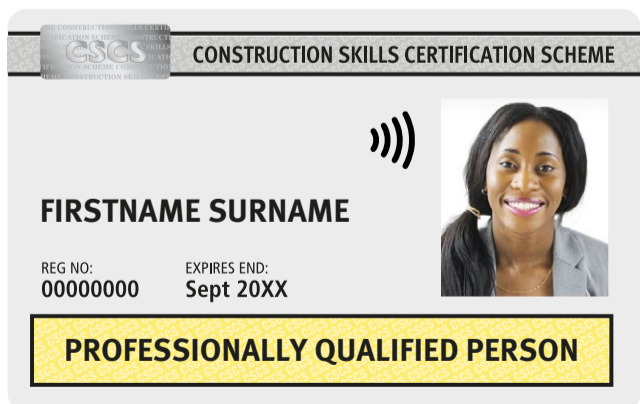 CSCS
CONSTRUCTION SKILLS CERTIFICATION SCHEME
FIRSTNAME SURNAME
REG NO:
00000000
EXPIRES END:
Sept 20XX
PROFESSIONALLY QUALIFIED PERSON